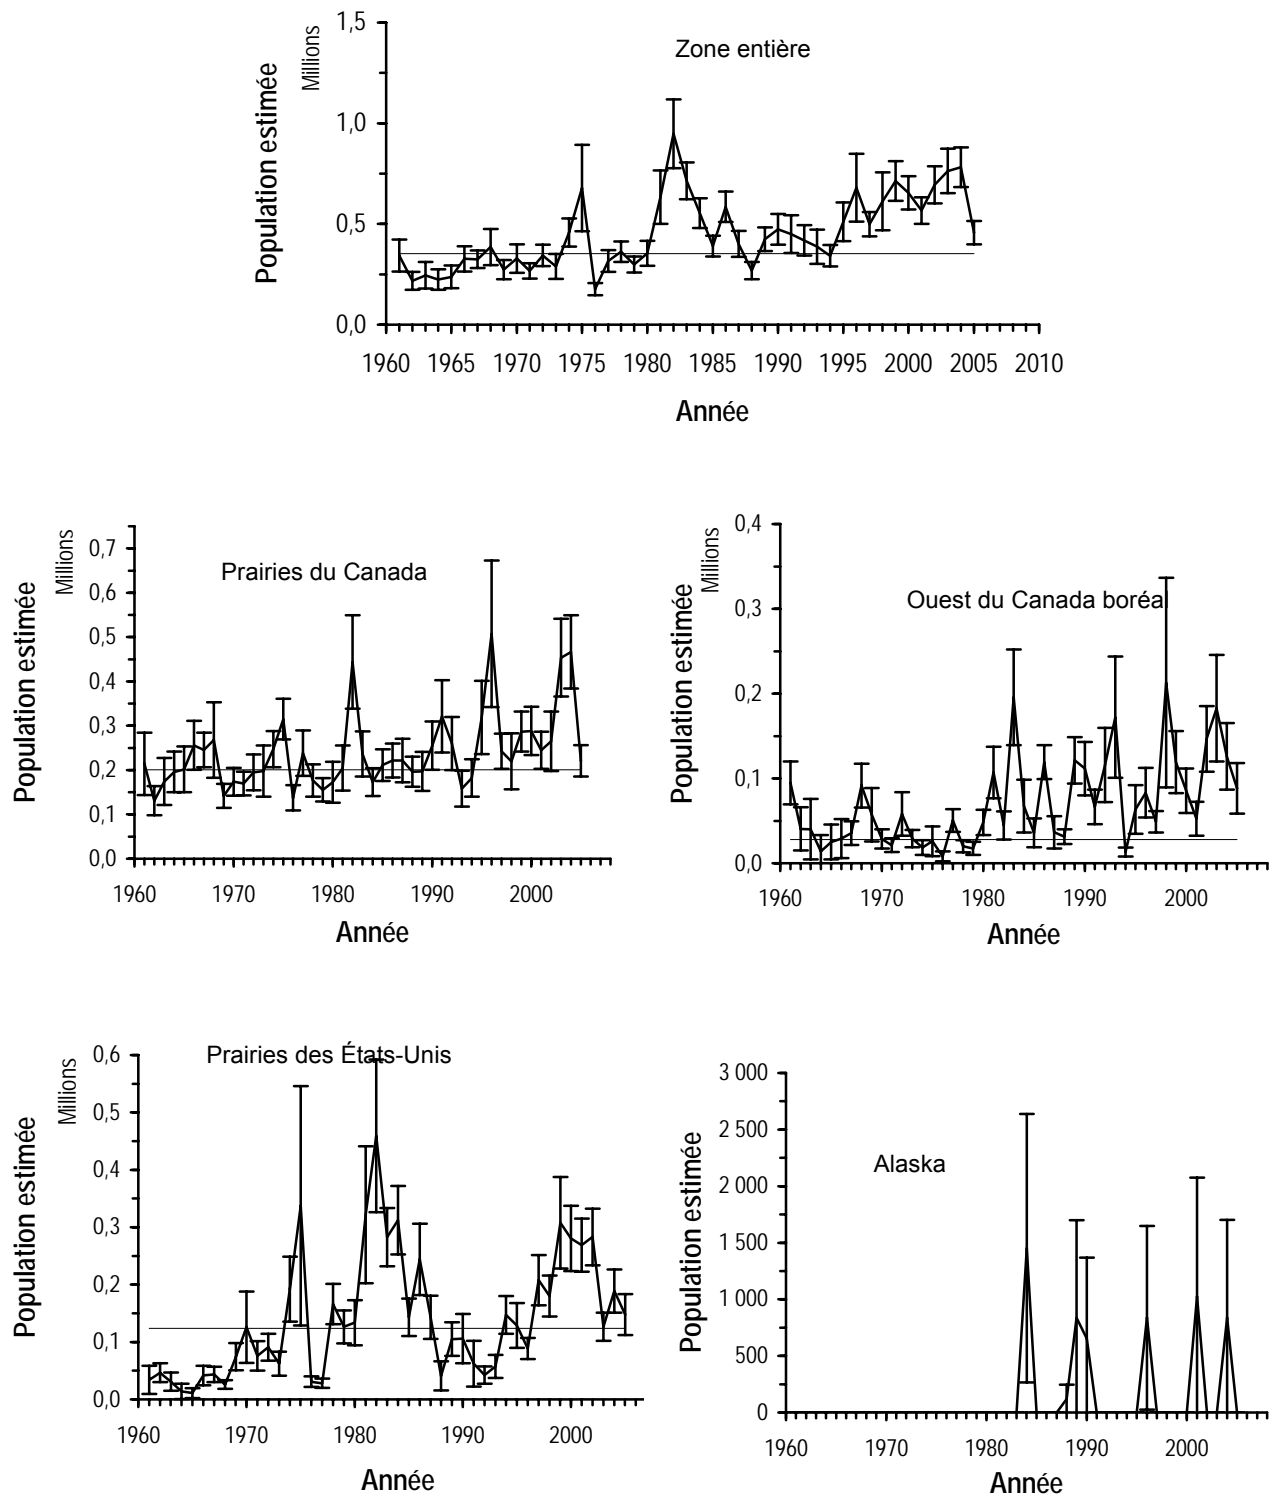 Zone entière
Population estimée
Millions
1,5
1,0
0,5
0,0
1960 1965 1970 1975 1980 1985 1990 1995 2000 2005 2010
Année
Prairies du Canada
Population estimée
Millions
0,7
0,6
0,5
0,4
0,3
0,2
0,1
0,0
1960 1970 1980 1990 2000
Année
Ouest du Canada boréal
Population estimée
Millions
0,4
0,3
0,2
0,1
0,0
1960 1970 1980 1990 2000
Année
Prairies des États-Unis
Population estimée
Millions
0,6
0,5
0,4
0,3
0,2
0,1
0,0
1960 1970 1980 1990 2000
Année
Alaska
Population estimée
3 000
2 500
2 000
1 500
1 000
500
0
1960 1970 1980 1990 2000
Année